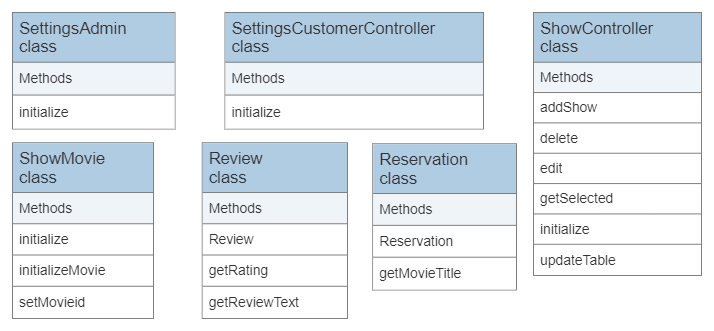 SettingsAdmin
class
Methods
initialize
SettingsCustomerController
class
Methods
initialize
ShowController
class
Methods
addShow
delete
edit
getSelected
initialize
updateTable
ShowMovie
class
Methods
initialize
initializeMovie
setMovieid
Review
class
Methods
Review
getRating
getReviewText
Reservation
class
Methods
Reservation
getMovieTitle